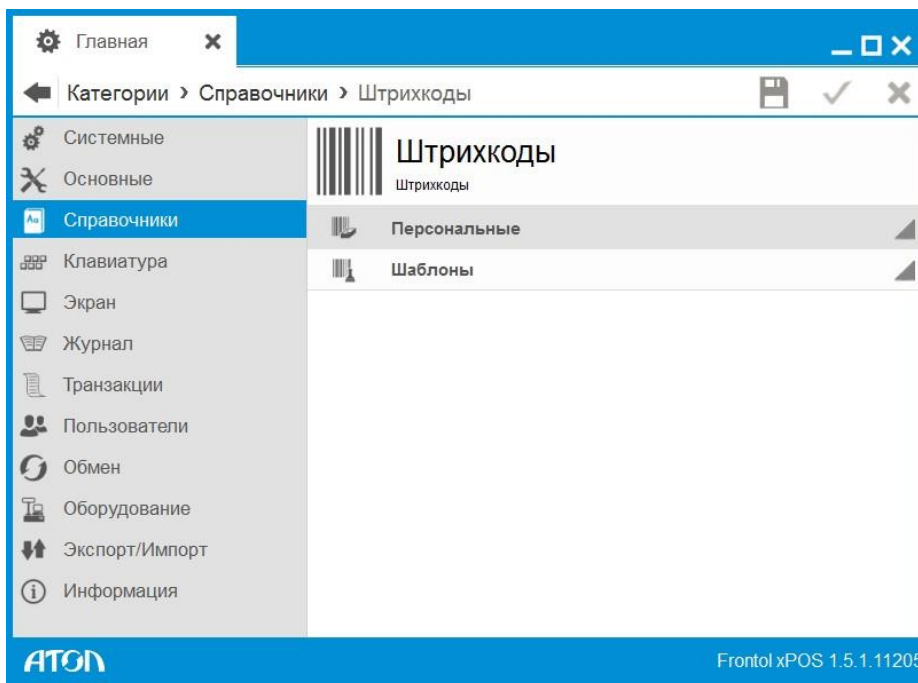 Главная
Категории › Справочники › Штрихкоды
Системные
Основные
Справочники
Клавиатура
Экран
Журнал
Транзакции
Пользователи
Обмен
Оборудование
Экспорт/Импорт
Информация
Штрихкоды
Штрихкоды
Персональные
Шаблоны
АТОЛ
Frontol xPOS 1.5.1.11205